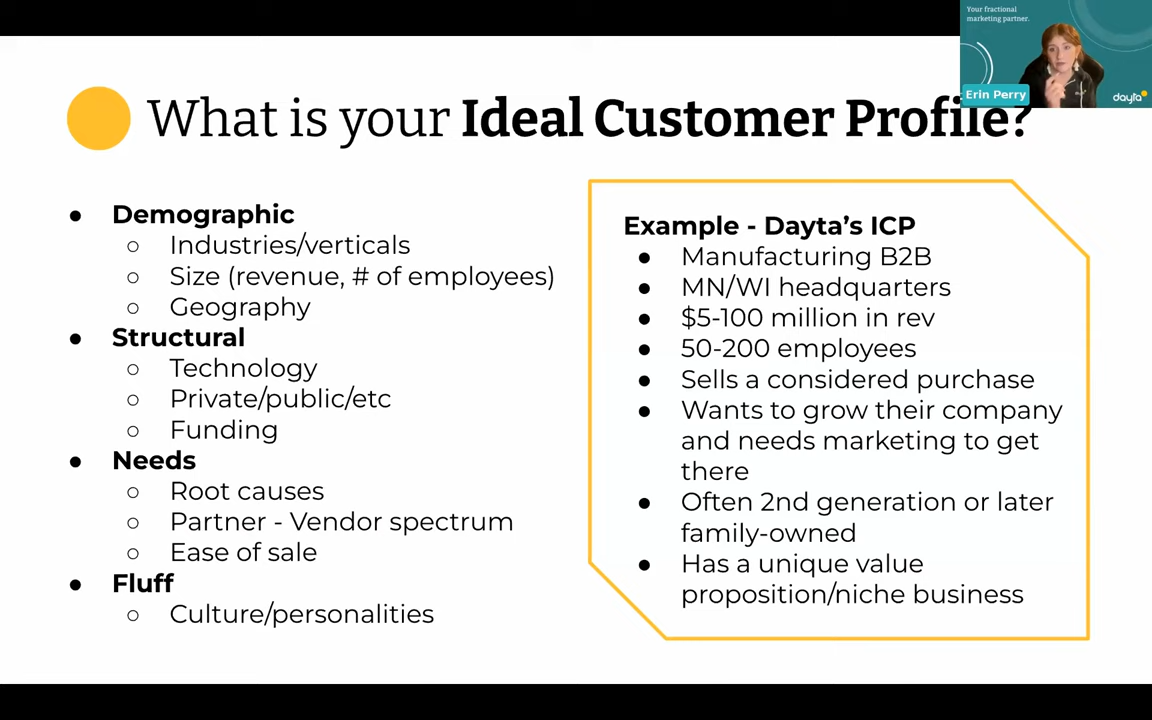 Your fractional
marketing partner.
Erin Perry
dayta
What is your Ideal Customer Profile?
● Demographic
○ Industries/verticals
○ Size (revenue, # of employees)
○ Geography
● Structural
○ Technology
○ Private/public/etc
○ Funding
● Needs
○ Root causes
○ Partner - Vendor spectrum
○ Ease of sale
● Fluff
○ Culture/personalities
Example - Dayta’s ICP
● Manufacturing B2B
● MN/WI headquarters
● $5-100 million in rev
● 50-200 employees
● Sells a considered purchase
● Wants to grow their company
and needs marketing to get
there
● Often 2nd generation or later
family-owned
● Has a unique value
proposition/niche business